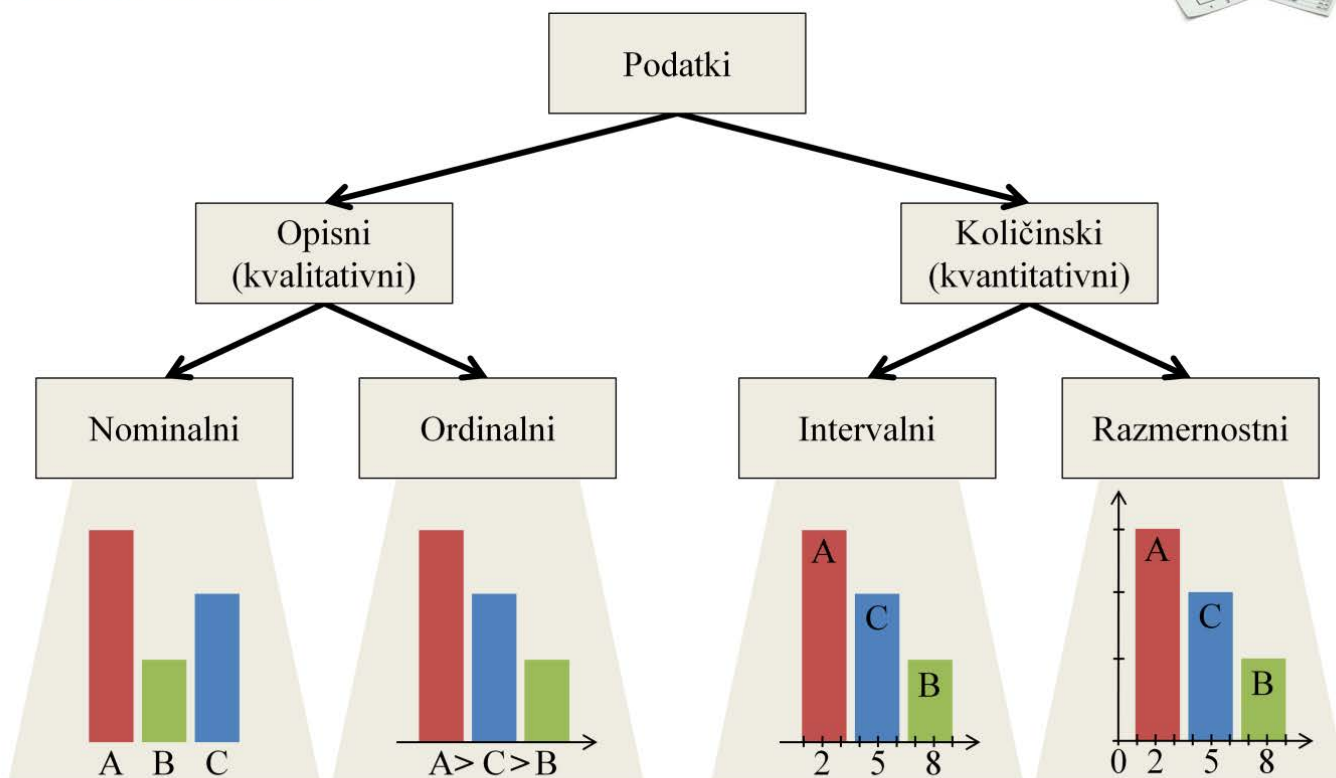 Podatki
Opisni
(kvalitativni)
Količinski
(kvantitativni)
Nominalni
Ordinalni
Intervalni
Razmernostni
A B C
A> C >B
A
C
B
2 5 8
A
C
B
0 2 5 8